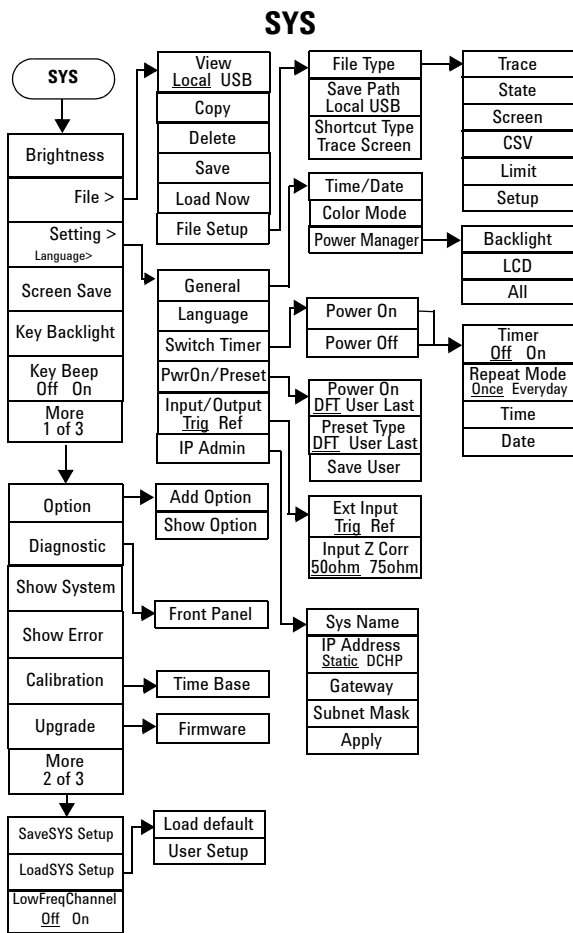 SYS
SYS
Brightness
File >
Setting >
Language>
Screen Save
Key Backlight
Key Beep
Off On
More
1 of 3
Option
Diagnostic
Show System
Show Error
Calibration
Upgrade
More
2 of 3
SaveSYS Setup
LoadSYS Setup
LowFreqChannel
Off On
View
Local USB
Copy
Delete
Save
Load Now
File Setup
General
Language
Switch Timer
PwrOn/Preset
Input/Output
Trig Ref
IP Admin
Add Option
Show Option
Front Panel
Time Base
Firmware
Load default
User Setup
File Type
Save Path
Local USB
Shortcut Type
Trace Screen
Time/Date
Color Mode
Power Manager
Power On
Power Off
Power On
DFT User Last
Preset Type
DFT User Last
Save User
Ext Input
Trig Ref
Input Z Corr
50ohm 75ohm
Sys Name
IP Address
Static DCHP
Gateway
Subnet Mask
Apply
Trace
State
Screen
CSV
Limit
Setup
Backlight
LCD
All
Timer
Off On
Repeat Mode
Once Everyday
Time
Date